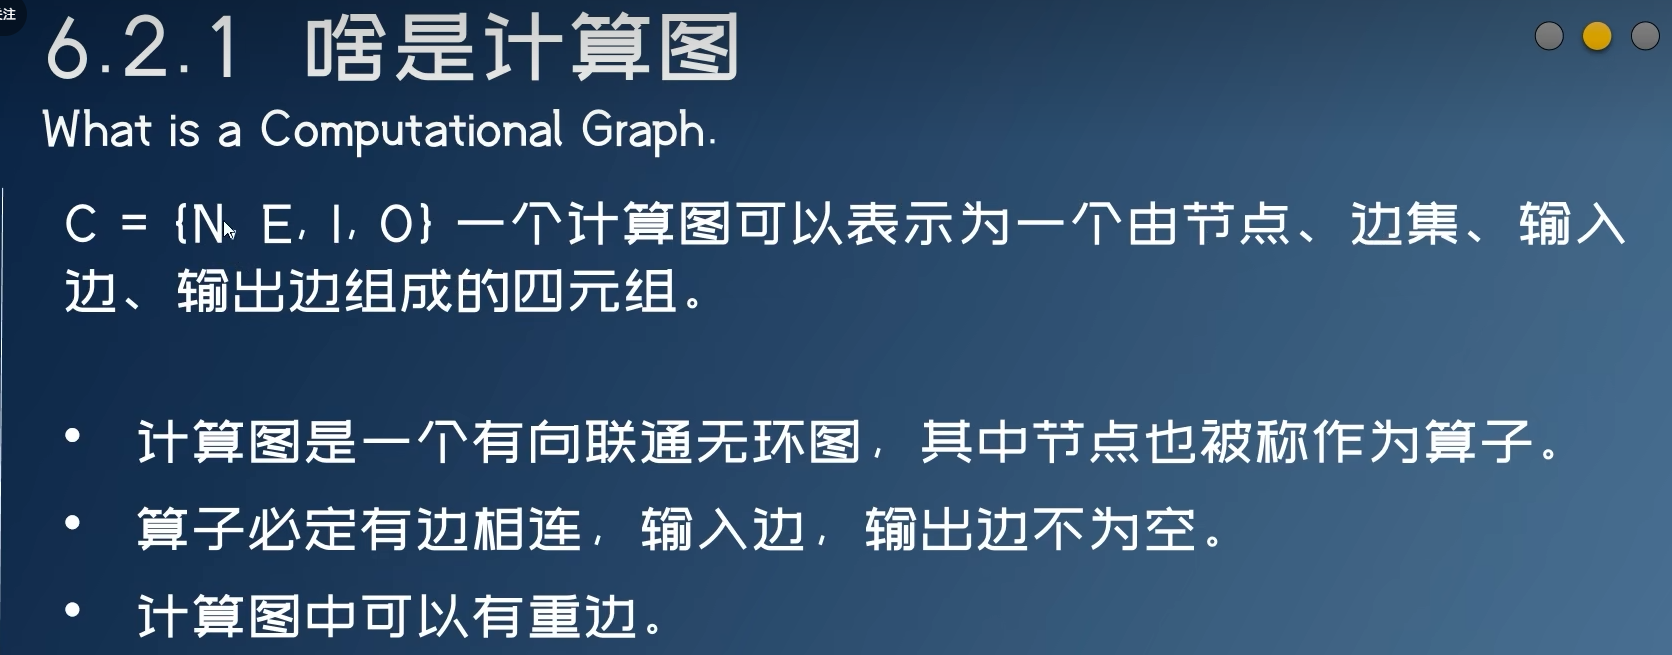 关注
6.2.1 啥是计算图
What is a Computational Graph.
C = {N, E, I, O} 一个计算图可以表示为一个由节点、边集、输入
边、输出边组成的四元组。
• 计算图是一个有向联通无环图，其中节点也被称作为算子。
• 算子必定有边相连，输入边，输出边不为空。
• 计算图中可以有重边。